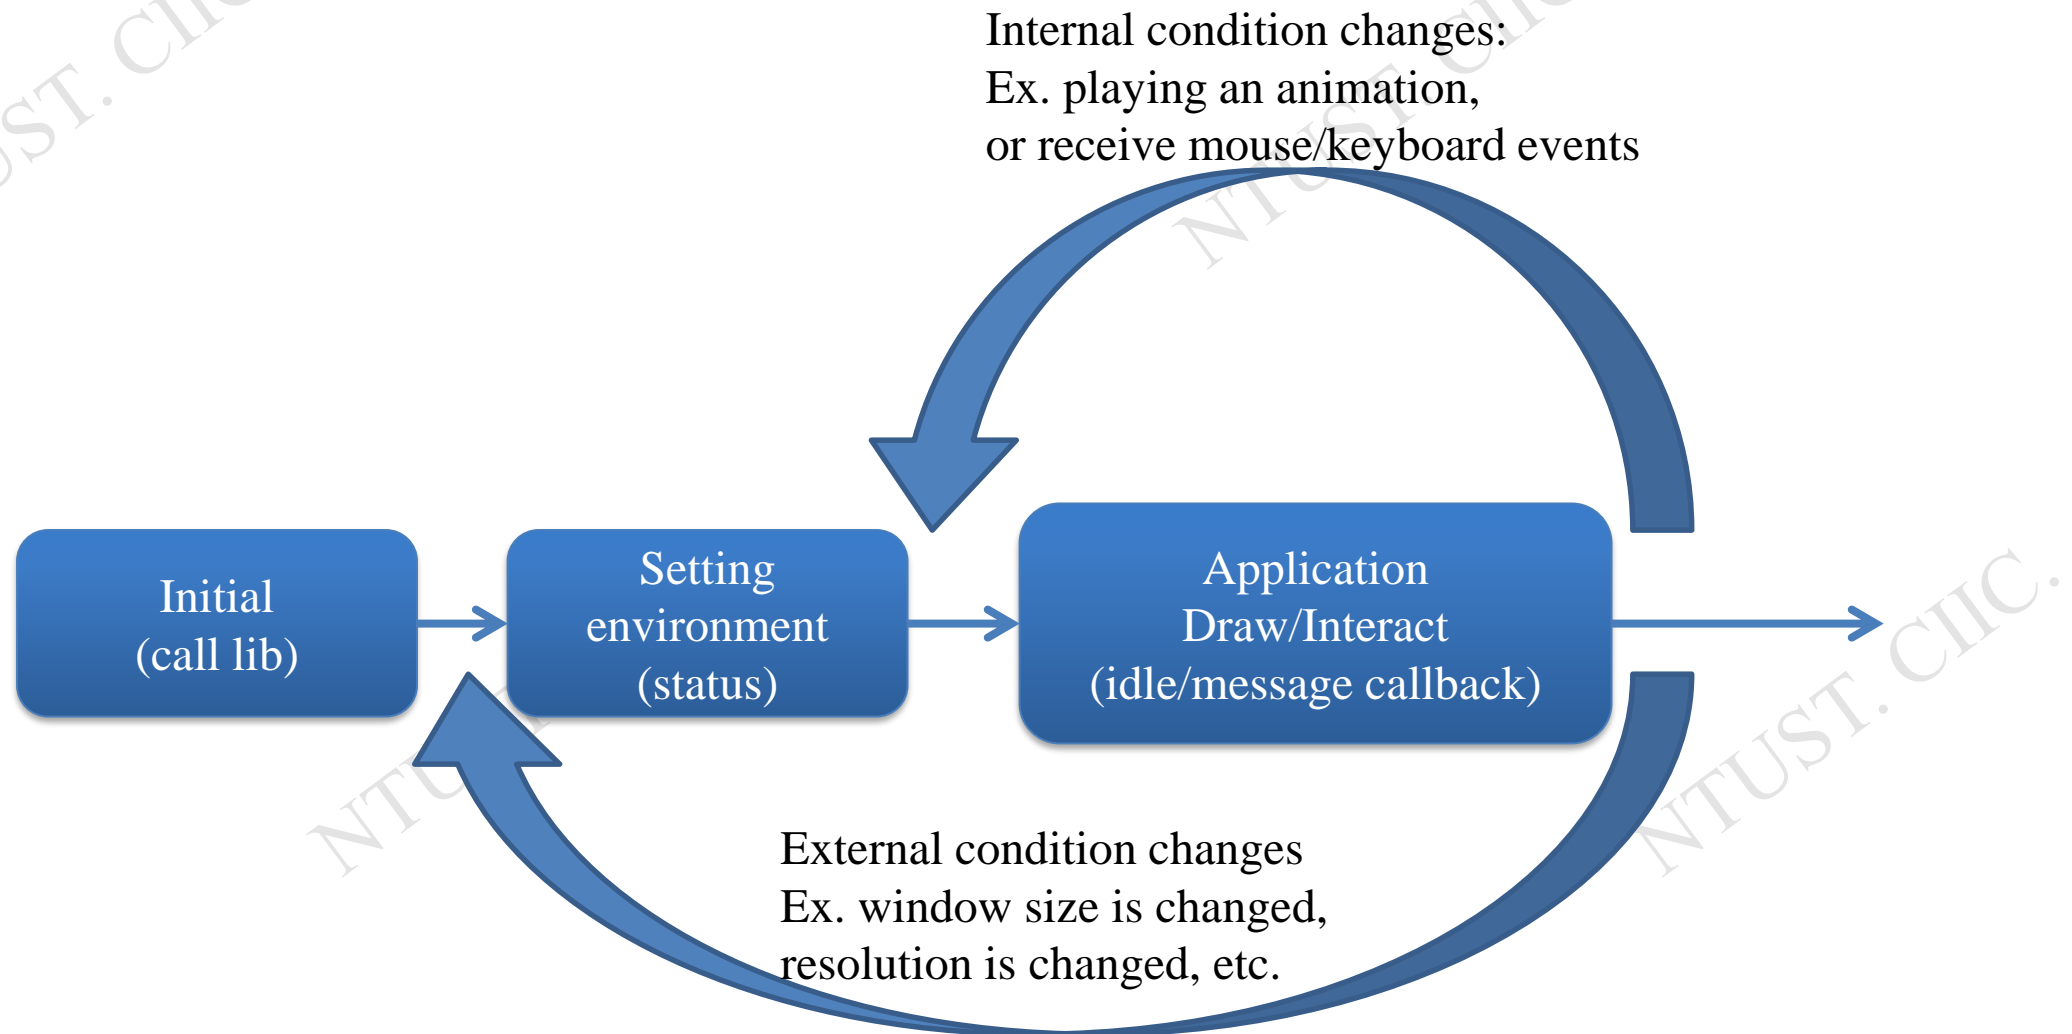 Internal condition changes:
Ex. playing an animation,
or receive mouse/keyboard events
Initial
(call lib)
Setting
environment
(status)
Application
Draw/Interact
(idle/message callback)
External condition changes
Ex. window size is changed,
resolution is changed, etc.
NTUST. CIIC.